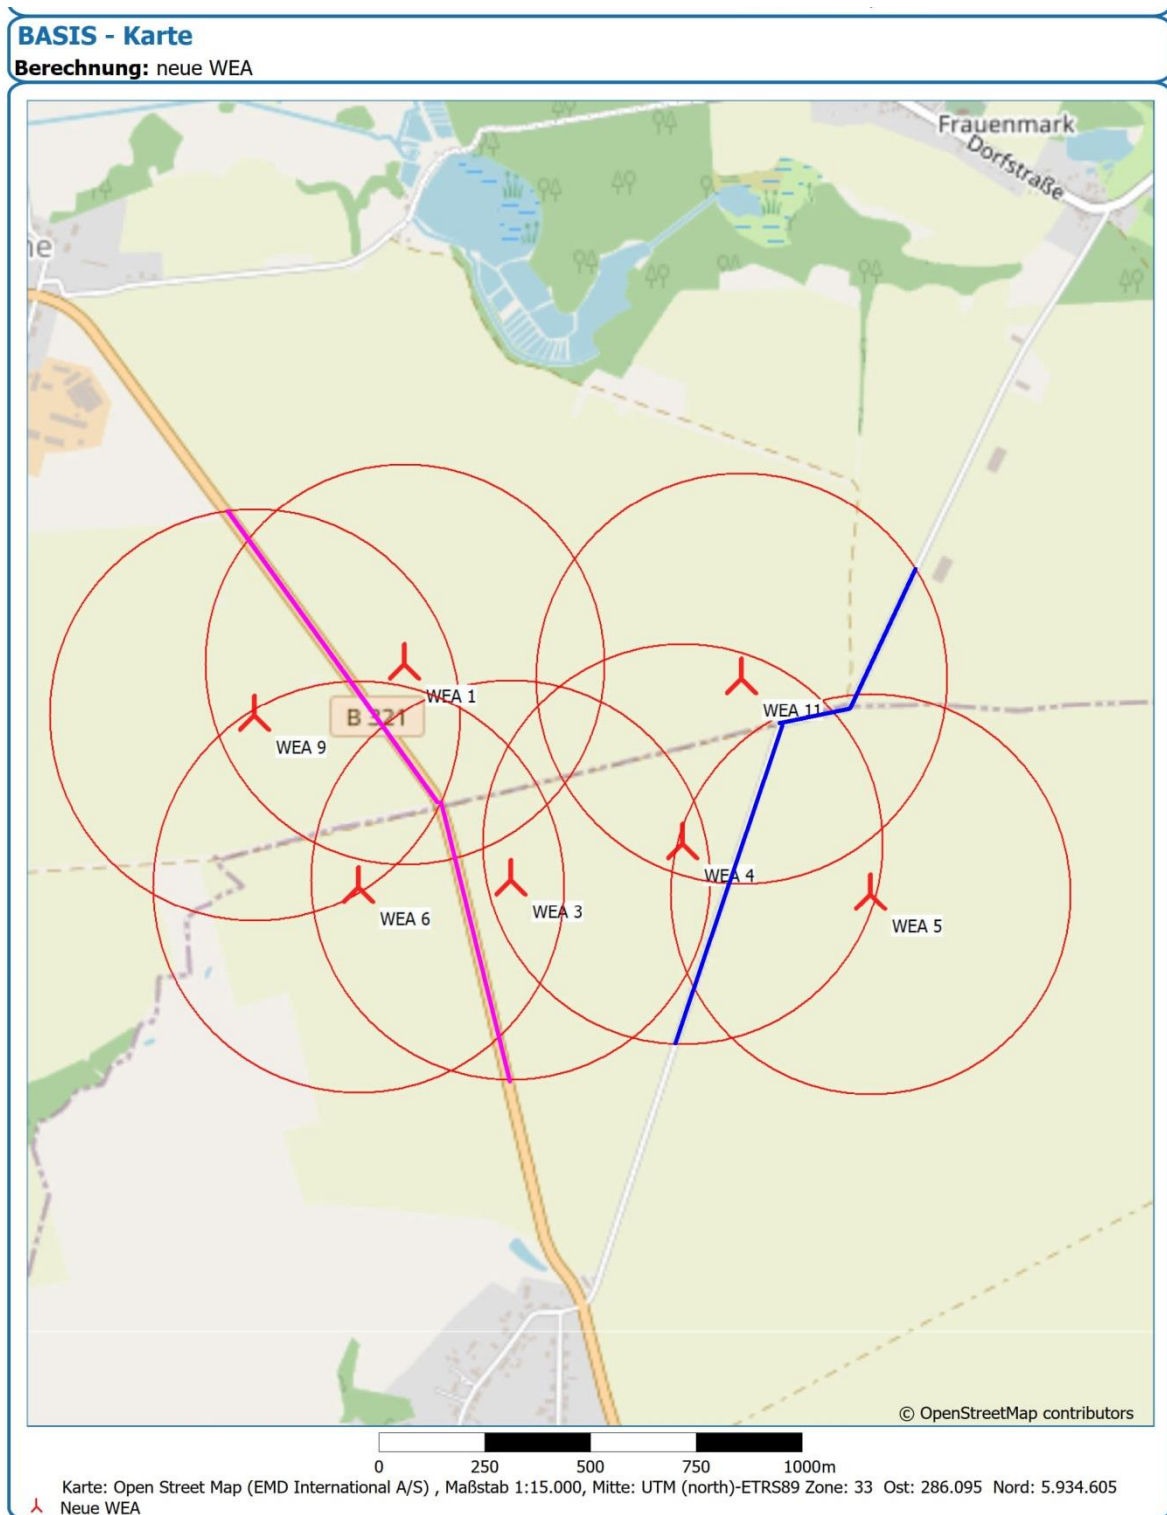 BASIS - Karte
Berechnung: neue WEA
Frauenmark
Dorfstraße
WEA 1
B 321
WEA 11
WEA 9
WEA 4
WEA 3
WEA 6
WEA 5
© OpenStreetMap contributors
0 250 500 750 1000m
Karte: Open Street Map (EMD International A/S) , Maßstab 1:15.000, Mitte: UTM (north)-ETRS89 Zone: 33 Ost: 286.095 Nord: 5.934.605
Neue WEA